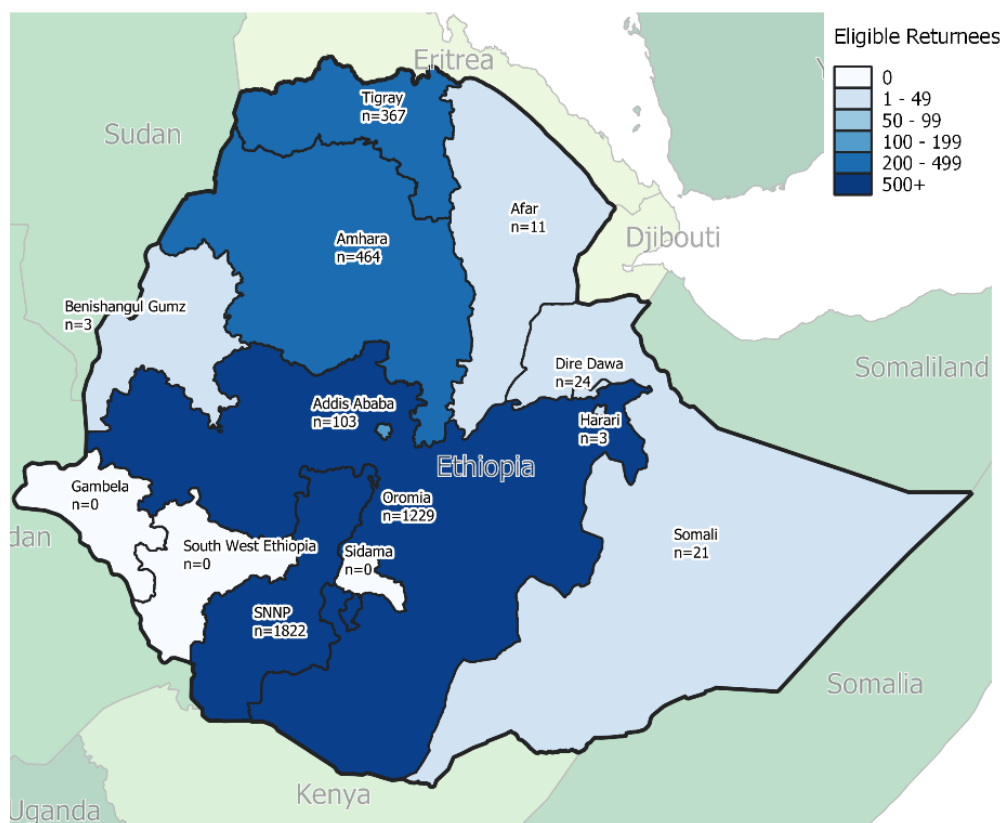 Eligible Returnees
0
1 - 49
50 - 99
100 - 199
200 - 499
500+
Eritrea
Y
Sudan
Tigray
n=367
Afar
n=11
Djibouti
Amhara
n=464
Benishangul Gumz
n=3
Dire Dawa
n=24
Somaliland
Addis Ababa
n=103
Harari
n=3
Ethiopia
Gambela
n=0
Oromia
n=1229
dan
South West Ethiopia
n=0
Sidama
n=0
Somali
n=21
SNNP
n=1822
Somalia
Kenya
Uganda